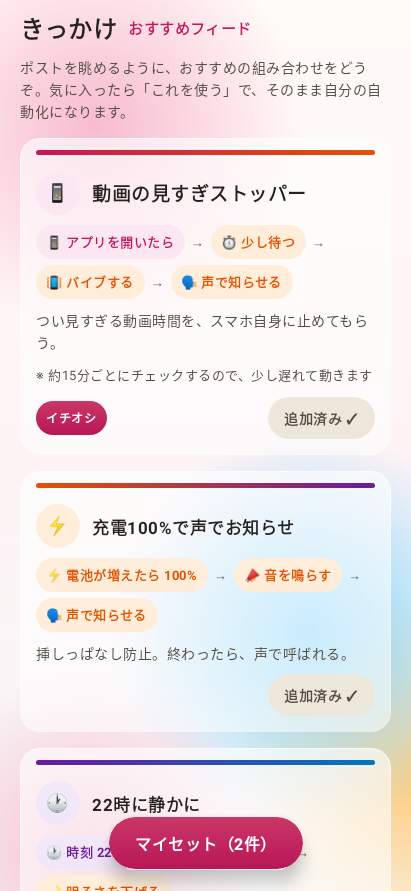 きっかけ おすすめフィード
ポストを眺めるように、おすすめの組み合わせをどう
ぞ。気に入ったら「これを使う」で、そのまま自分の自
動化になります。
動画の見すぎストッパー
アプリを開いたら → 少し待つ →
バイブする → 声で知らせる
つい見すぎる動画時間を、スマホ自身に止めてもら
う。
※ 約15分ごとにチェックするので、少し遅れて動きます
イチオシ 追加済み ✓
充電100%で声でお知らせ
電池が増えたら 100% → 音を鳴らす →
声で知らせる
挿しっぱなし防止。終わったら、声で呼ばれる。
追加済み ✓
22時に静かに
時刻 22 →
マイセット（2件）
明るさを下げる